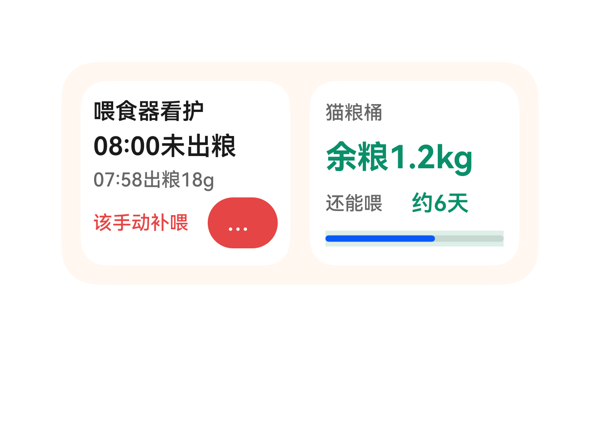 喂食器看护
08:00未出粮
07:58出粮18g
该手动补喂
...
猫粮桶
余粮1.2kg
还能喂 约6天